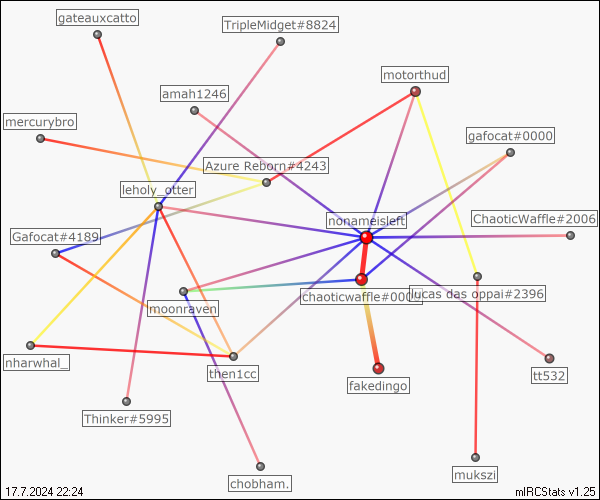 gateauxcatto
TripleMidget#8824
motorthud
amah1246
mercurybro
gafocat#0000
Azure Reborn#4243
leholy_otter
nonameisleft
ChaoticWaffle#2006
Gafocat#4189
chaoticwaffle#000
lucas das oppai#2396
moonraven
nharwhal_
then1cc
tt532
fakedingo
Thinker#5995
chobham.
mukszi
17.7.2024 22:24
mIRCStats v1.25